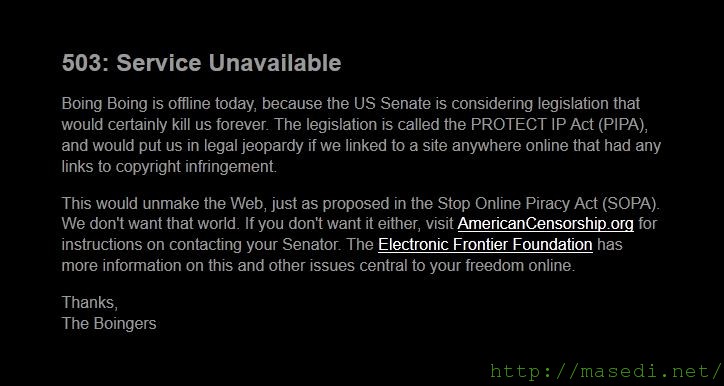 503: Service Unavailable
Boing Boing is offline today, because the US Senate is considering legislation that
would certainly kill us forever. The legislation is called the PROTECT IP Act (PIPA),
and would put us in legal jeopardy if we linked to a site anywhere online that had any
links to copyright infringement.
This would unmake the Web, just as proposed in the Stop Online Piracy Act (SOPA).
We don't want that world. If you don't want it either, visit AmericanCensorship.org for
instructions on contacting your Senator. The Electronic Frontier Foundation has
more information on this and other issues central to your freedom online.
Thanks,
The Boingers
http://masedi.net/